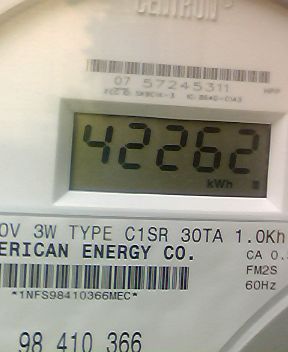 CENTRON®
07 57245311
42262
kWh
0V 3W TYPE C1SR 30TA 1.0Kh
ERICAN ENERGY CO.
CA 0.
FM2S
*1NFS98410366MEC*
60Hz
98 410 366